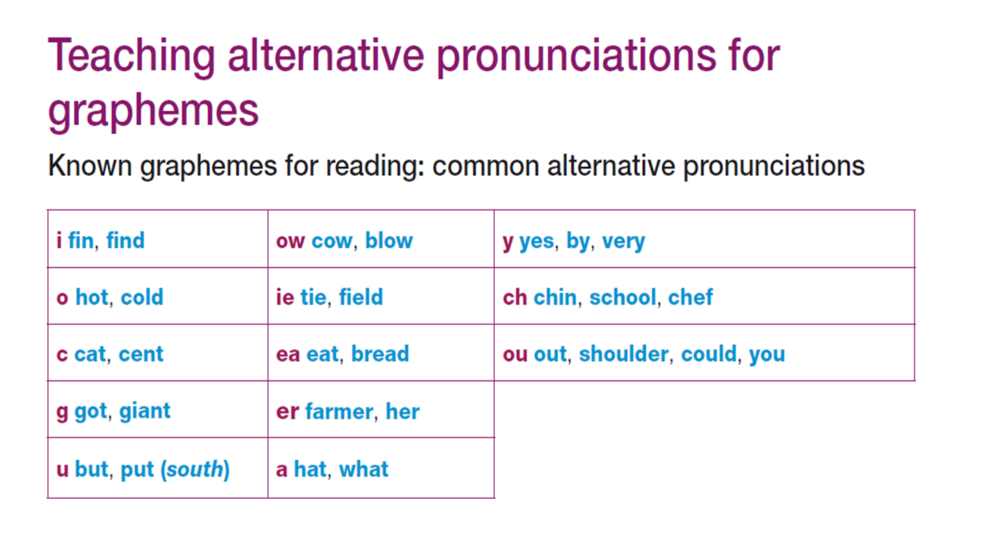 Teaching alternative pronunciations for
graphemes
Known graphemes for reading: common alternative pronunciations
i fin, find
ow cow, blow
y yes, by, very
o hot, cold
ie tie, field
ch chin, school, chef
c cat, cent
ea eat, bread
ou out, shoulder, could, you
g got, giant
er farmer, her
u but, put (south)
a hat, what